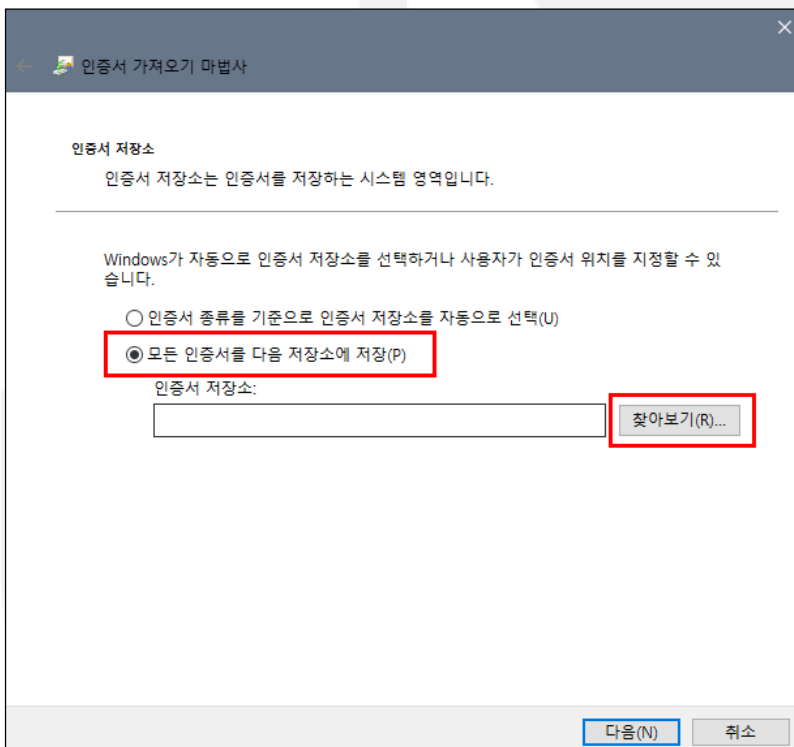 인증서 가져오기 마법사
인증서 저장소
인증서 저장소는 인증서를 저장하는 시스템 영역입니다.
Windows가 자동으로 인증서 저장소를 선택하거나 사용자가 인증서 위치를 지정할 수 있
습니다.
인증서 종류를 기준으로 인증서 저장소를 자동으로 선택(U)
모든 인증서를 다음 저장소에 저장(P)
인증서 저장소:
찾아보기(R)...
다음(N) 취소